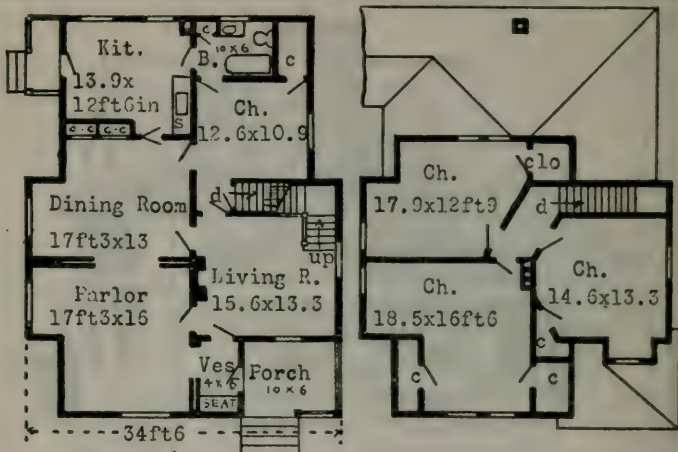 Kit.
13.9x
12ft6in
C
B.
10x6
C
S
C-C C-C
Ch.
12.6x10.9
d
Dining Room
17ft3x13
up
Living R.
15.6x13.3
Parlor
17ft3x16
Ves
4x6
SEAT
Porch
10x6
34ft6
clo
Ch.
17.9x12ft9
d
Ch.
14.6x13.3
Ch.
18.5x16ft6
C
C
C